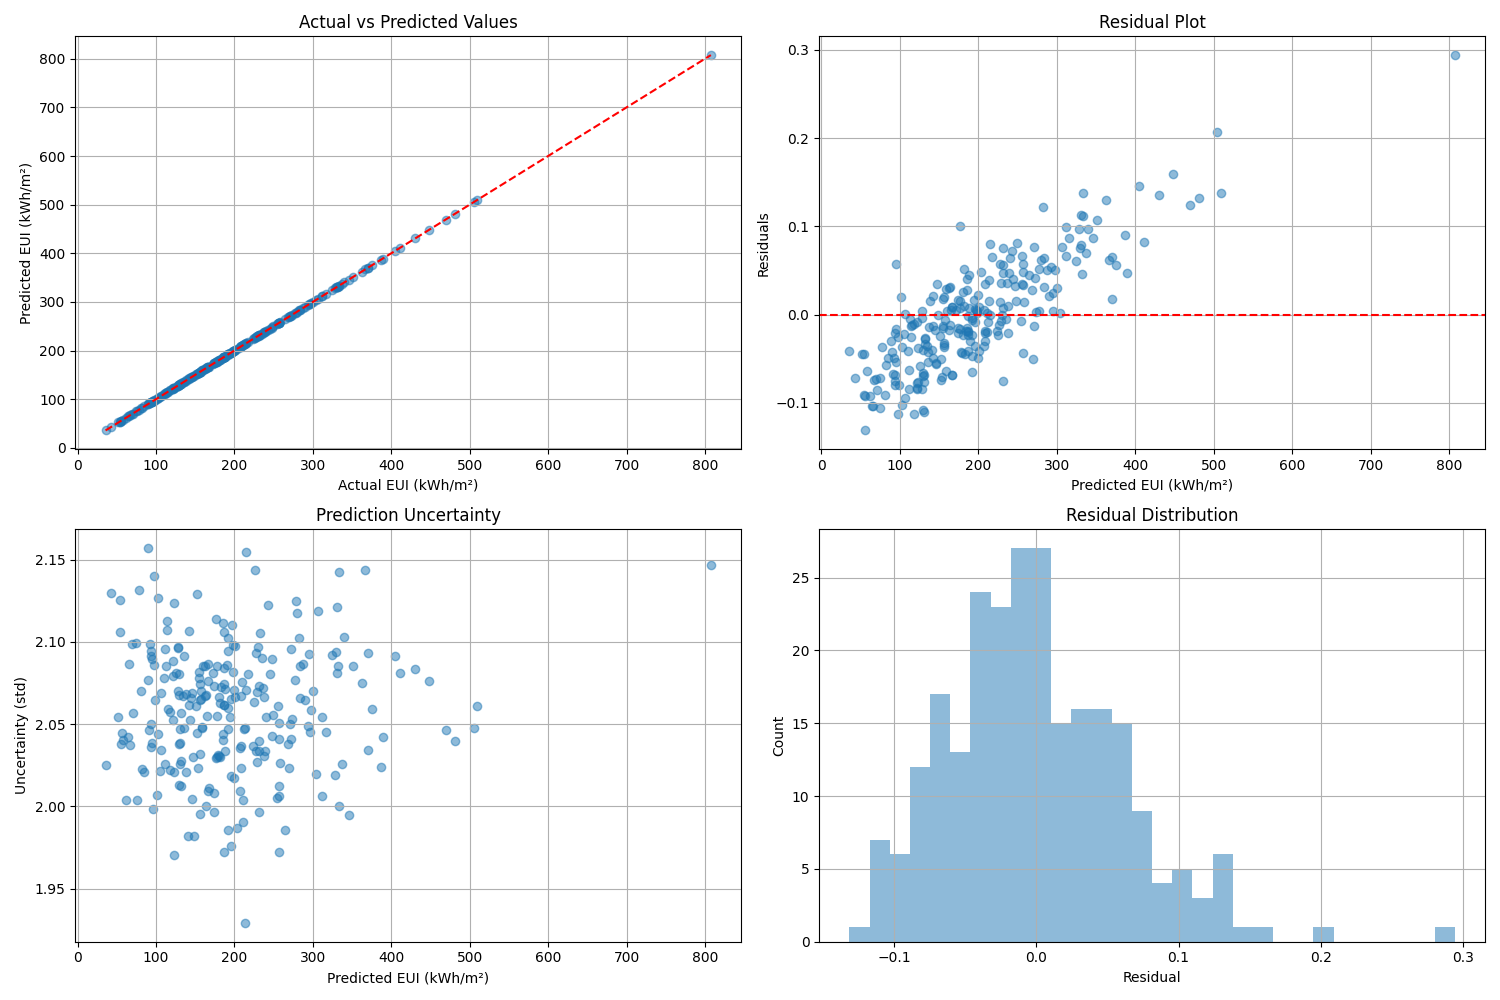 Actual vs Predicted Values
Predicted EUI (kWh/m²)
800
700
600
500
400
300
200
100
0
0 100 200 300 400 500 600 700 800
Actual EUI (kWh/m²)
Residual Plot
Residuals
0.3
0.2
0.1
0.0
−0.1
0 100 200 300 400 500 600 700 800
Predicted EUI (kWh/m²)
Prediction Uncertainty
Uncertainty (std)
2.15
2.10
2.05
2.00
1.95
0 100 200 300 400 500 600 700 800
Predicted EUI (kWh/m²)
Residual Distribution
Count
25
20
15
10
5
0
−0.1 0.0 0.1 0.2 0.3
Residual